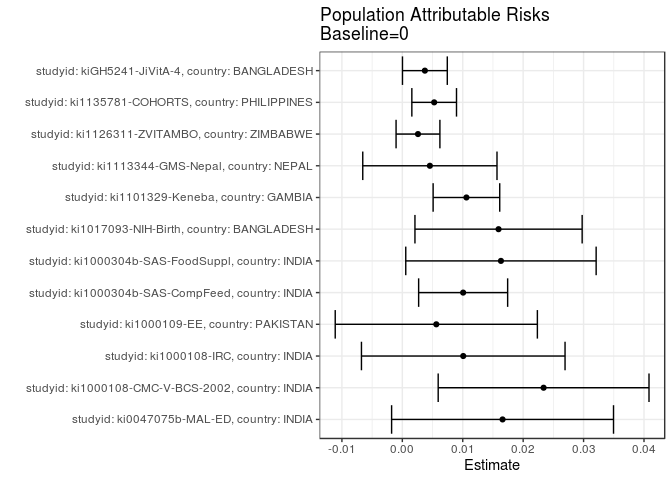 Population Attributable Risks
Baseline=0
studyid: kiGH5241-JiVitA-4, country: BANGLADESH
studyid: ki1135781-COHORTS, country: PHILIPPINES
studyid: ki1126311-ZVITAMBO, country: ZIMBABWE
studyid: ki1113344-GMS-Nepal, country: NEPAL
studyid: ki1101329-Keneba, country: GAMBIA
studyid: ki1017093-NIH-Birth, country: BANGLADESH
studyid: ki1000304b-SAS-FoodSuppl, country: INDIA
studyid: ki1000304b-SAS-CompFeed, country: INDIA
studyid: ki1000109-EE, country: PAKISTAN
studyid: ki1000108-IRC, country: INDIA
studyid: ki1000108-CMC-V-BCS-2002, country: INDIA
studyid: ki0047075b-MAL-ED, country: INDIA
-0.01 0.00 0.01 0.02 0.03 0.04
Estimate